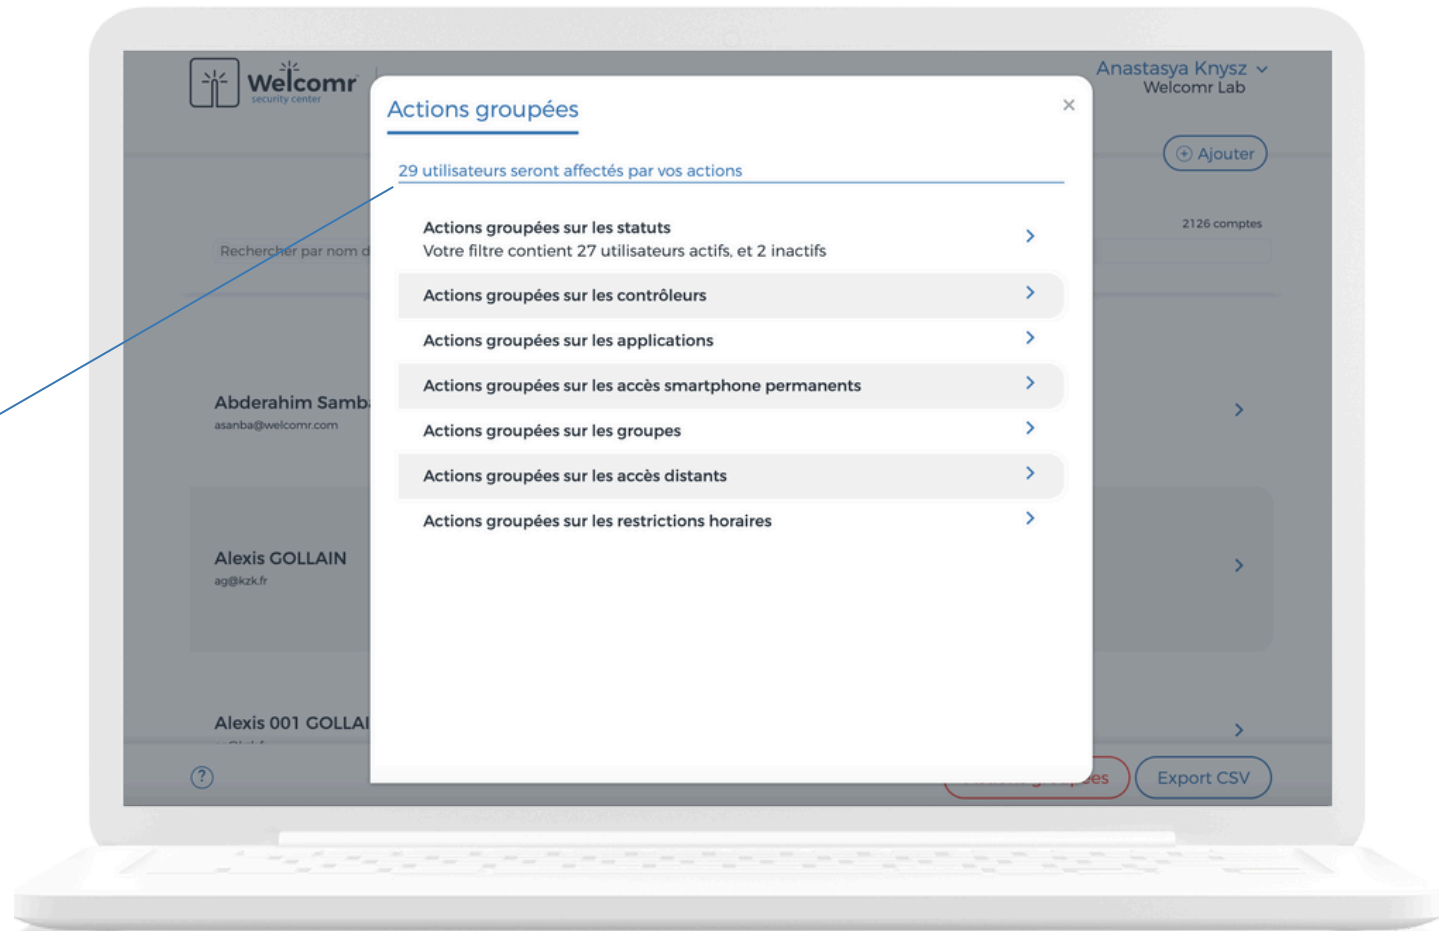 Welcomr
security center
Anastasya Knysz
Welcomr Lab
Actions groupées
×
Ajouter
29 utilisateurs seront affectés par vos actions
2126 comptes
Rechercher par nom d
Actions groupées sur les statuts
Votre filtre contient 27 utilisateurs actifs, et 2 inactifs
Actions groupées sur les contrôleurs
Actions groupées sur les applications
Actions groupées sur les accès smartphone permanents
Actions groupées sur les groupes
Actions groupées sur les accès distants
Actions groupées sur les restrictions horaires
Abderahim Samb
asanba@welcomr.com
Alexis GOLLAIN
ag@kzk.fr
Alexis 001 GOLLAI
?
Export CSV